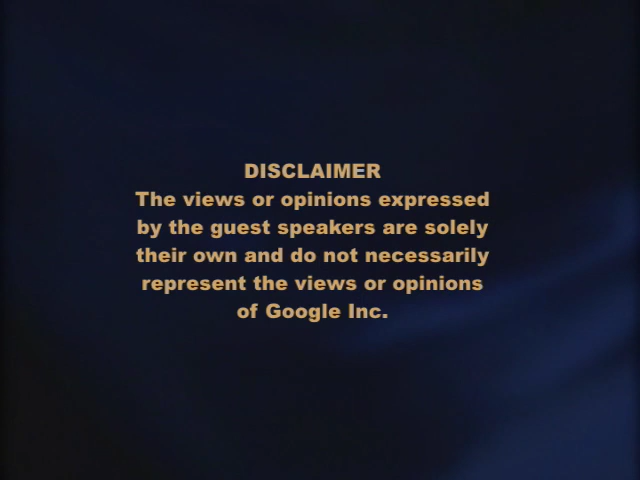 DISCLAIMER
The views or opinions expressed
by the guest speakers are solely
their own and do not necessarily
represent the views or opinions
of Google Inc.